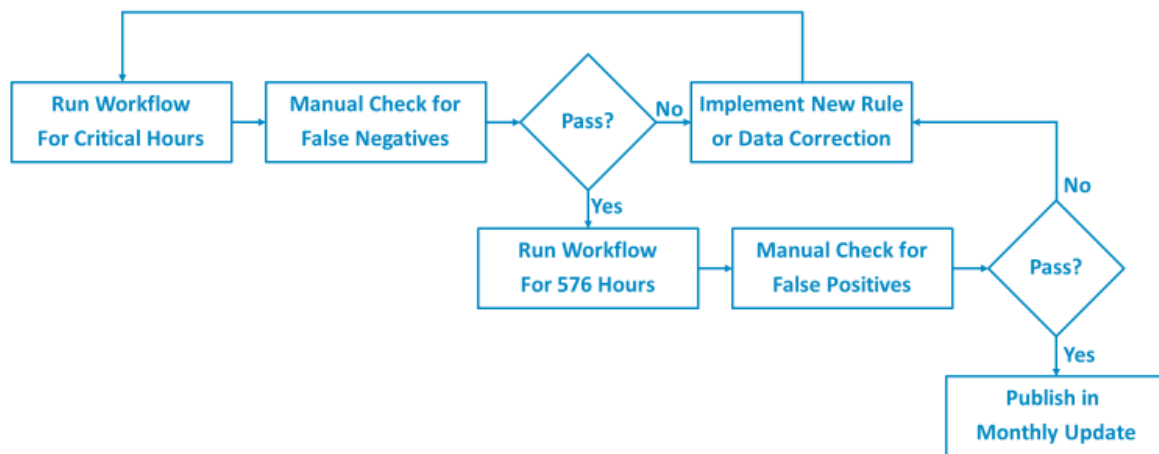 Run Workflow
For Critical Hours
Manual Check for
False Negatives
Pass?
No
Implement New Rule
or Data Correction
Yes
No
Run Workflow
For 576 Hours
Manual Check for
False Positives
Pass?
Yes
Publish in
Monthly Update